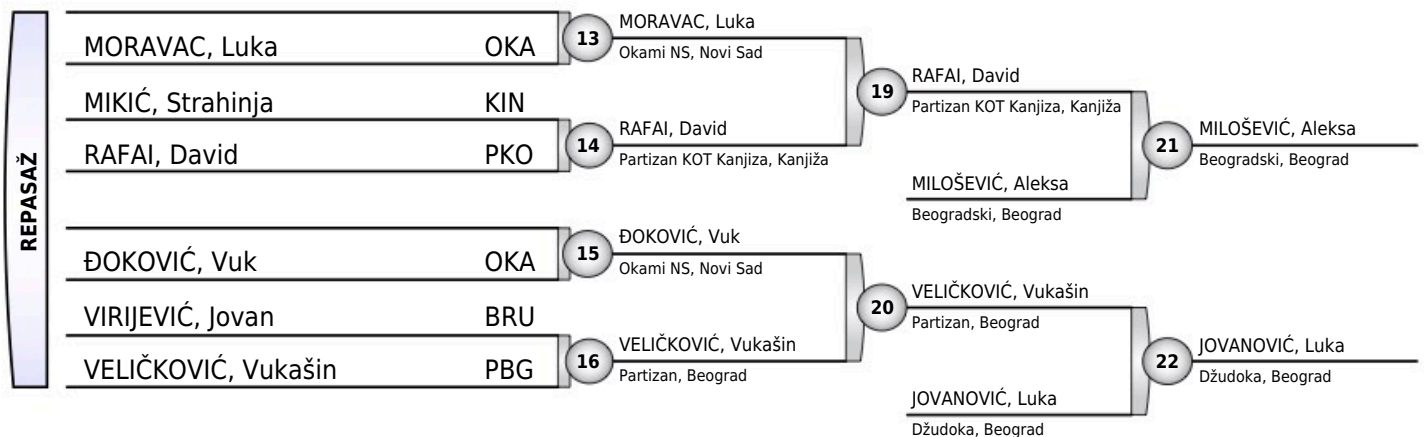 REPASAŽ
MORAVAC, Luka OKA
MIKIĆ, Strahinja KIN
RAFAI, David PKO
ĐOKOVIĆ, Vuk OKA
VIRIJEVIĆ, Jovan BRU
VELIČKOVIĆ, Vukašin PBG
13
MORAVAC, Luka
Okami NS, Novi Sad
14
RAFAI, David
Partizan KOT Kanjiza, Kanjiža
15
ĐOKOVIĆ, Vuk
Okami NS, Novi Sad
16
VELIČKOVIĆ, Vukašin
Partizan, Beograd
19
RAFAI, David
Partizan KOT Kanjiza, Kanjiža
MILOŠEVIĆ, Aleksa
Beogradski, Beograd
20
VELIČKOVIĆ, Vukašin
Partizan, Beograd
JOVANOVIĆ, Luka
Džudoka, Beograd
21
MILOŠEVIĆ, Aleksa
Beogradski, Beograd
22
JOVANOVIĆ, Luka
Džudoka, Beograd